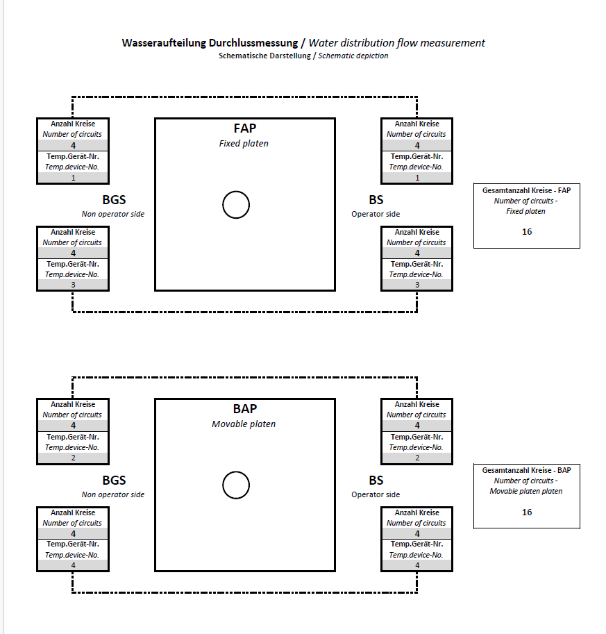 Wasseraufteilung Durchlussmessung / Water distribution flow measurement
Schematische Darstellung / Schematic depiction
Anzahl Kreise
Number of circuits
4
Temp.Gerät-Nr.
Temp.device-No.
1
FAP
Fixed platen
Anzahl Kreise
Number of circuits
4
Temp.Gerät-Nr.
Temp.device-No.
1
BGS
Non operator side
BS
Operator side
Gesamtanzahl Kreise - FAP
Number of circuits -
Fixed platen
16
Anzahl Kreise
Number of circuits
4
Temp.Gerät-Nr.
Temp.device-No.
3
Anzahl Kreise
Number of circuits
4
Temp.Gerät-Nr.
Temp.device-No.
3
Anzahl Kreise
Number of circuits
4
Temp.Gerät-Nr.
Temp.device-No.
2
BAP
Movable platen
Anzahl Kreise
Number of circuits
4
Temp.Gerät-Nr.
Temp.device-No.
2
BGS
Non operator side
BS
Operator side
Gesamtanzahl Kreise - BAP
Number of circuits -
Movable platen platen
16
Anzahl Kreise
Number of circuits
4
Temp.Gerät-Nr.
Temp.device-No.
4
Anzahl Kreise
Number of circuits
4
Temp.Gerät-Nr.
Temp.device-No.
4